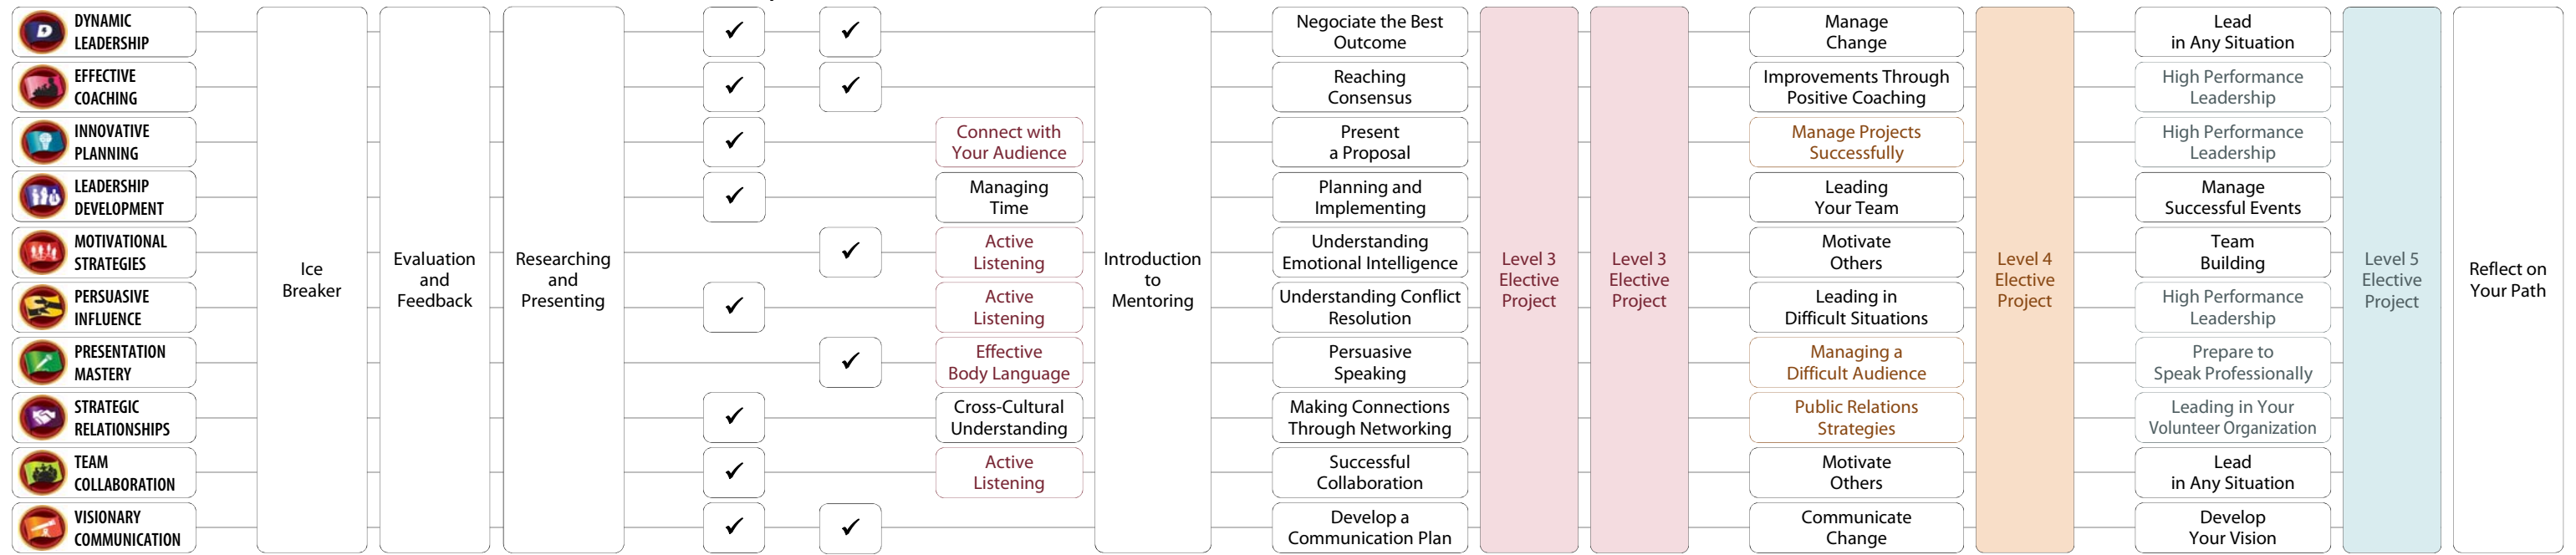 DYNAMIC
LEADERSHIP
✓
✓
Negociate the Best
Outcome
Manage
Change
Lead
in Any Situation
EFFECTIVE
COACHING
✓
✓
Reaching
Consensus
Improvements Through
Positive Coaching
High Performance
Leadership
INNOVATIVE
PLANNING
✓
Connect with
Your Audience
Present
a Proposal
Manage Projects
Successfully
High Performance
Leadership
LEADERSHIP
DEVELOPMENT
✓
Managing
Time
Planning and
Implementing
Leading
Your Team
Manage
Successful Events
MOTIVATIONAL
STRATEGIES
✓
Active
Listening
Understanding
Emotional Intelligence
Motivate
Others
Team
Building
Ice
Breaker
Evaluation
and
Feedback
Researching
and
Presenting
Introduction
to
Mentoring
Level 3
Elective
Project
Level 3
Elective
Project
Level 4
Elective
Project
Level 5
Elective
Project
Reflect on
Your Path
PERSUASIVE
INFLUENCE
✓
Active
Listening
Understanding Conflict
Resolution
Leading in
Difficult Situations
High Performance
Leadership
PRESENTATION
MASTERY
✓
Effective
Body Language
Persuasive
Speaking
Managing a
Difficult Audience
Prepare to
Speak Professionally
STRATEGIC
RELATIONSHIPS
✓
Cross-Cultural
Understanding
Making Connections
Through Networking
Public Relations
Strategies
Leading in Your
Volunteer Organization
TEAM
COLLABORATION
✓
Active
Listening
Successful
Collaboration
Motivate
Others
Lead
in Any Situation
VISIONARY
COMMUNICATION
✓
✓
Develop a
Communication Plan
Communicate
Change
Develop
Your Vision